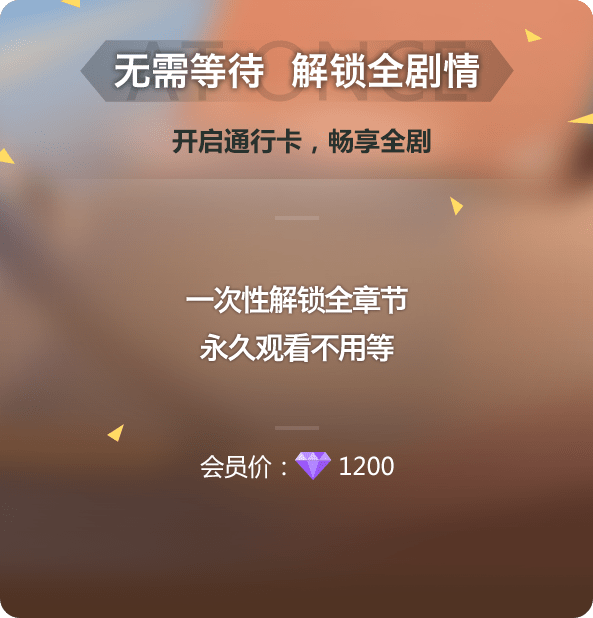 AT ONCE
无需等待 解锁全剧情
开启通行卡，畅享全剧
一次性解锁全章节
永久观看不用等
会员价：1200